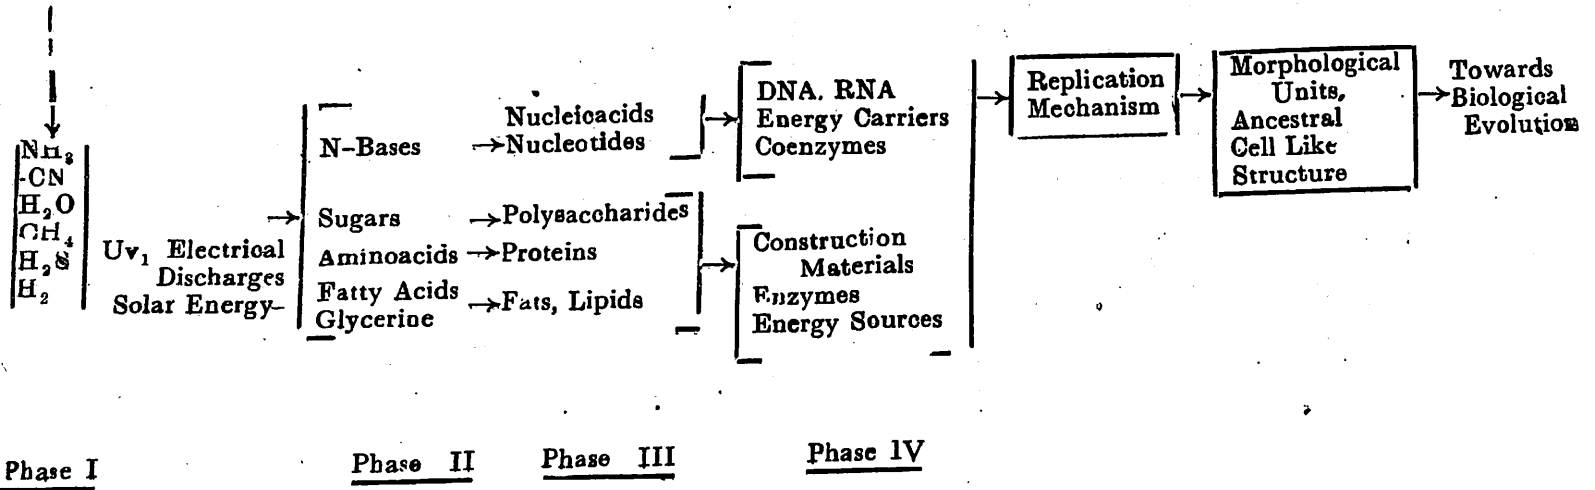 NH₃
-CN
H₂O
CH₄
H₂S
H₂
Uv₁ Electrical
Discharges
Solar Energy-
N-Bases
Sugars
Aminoacids
Fatty Acids
Glycerine
Nucleicacids
→Nucleotides
→Polysaccharides
→Proteins
→Fats, Lipids
DNA. RNA
Energy Carriers
Coenzymes
Construction
Materials
Enzymes
Energy Sources
Replication
Mechanism
Morphological
Units,
Ancestral
Cell Like
Structure
Towards
Biological
Evolution
Phase I
Phase II
Phase III
Phase IV